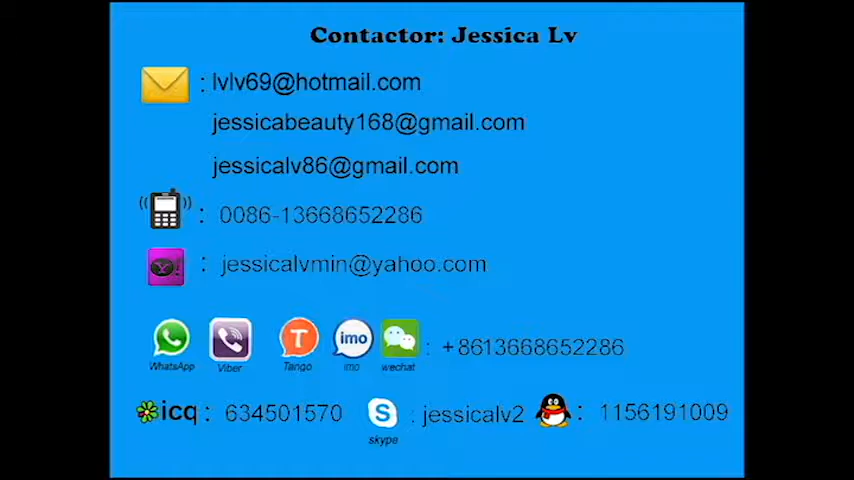 Contactor: Jessica Lv
: lvlv69@hotmail.com
jessicabeauty168@gmail.com
jessicalv86@gmail.com
: 0086-13668652286
Y! : jessicalvmin@yahoo.com
T imo : +8613668652286
WhatsApp Viber Tango imo wechat
icq : 634501570 S : jessicalv2 : 1156191009
skype